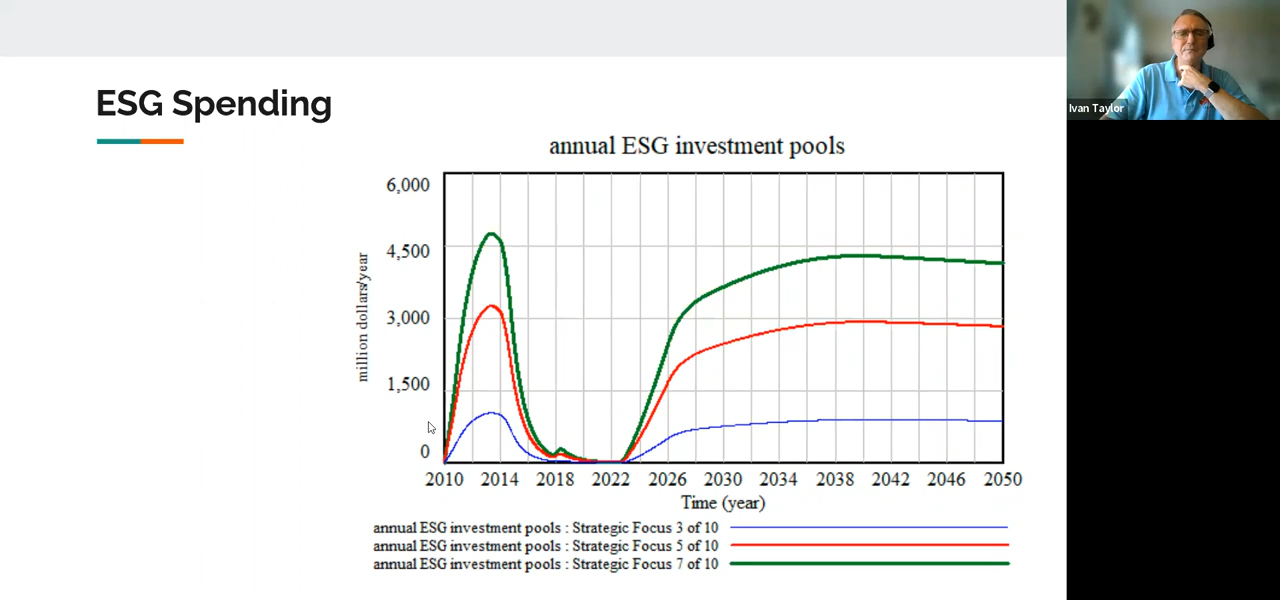 ESG Spending
annual ESG investment pools
6,000
4,500
3,000
1,500
0
million dollars/year
2010 2014 2018 2022 2026 2030 2034 2038 2042 2046 2050
Time (year)
annual ESG investment pools : Strategic Focus 3 of 10
annual ESG investment pools : Strategic Focus 5 of 10
annual ESG investment pools : Strategic Focus 7 of 10
Ivan Taylor